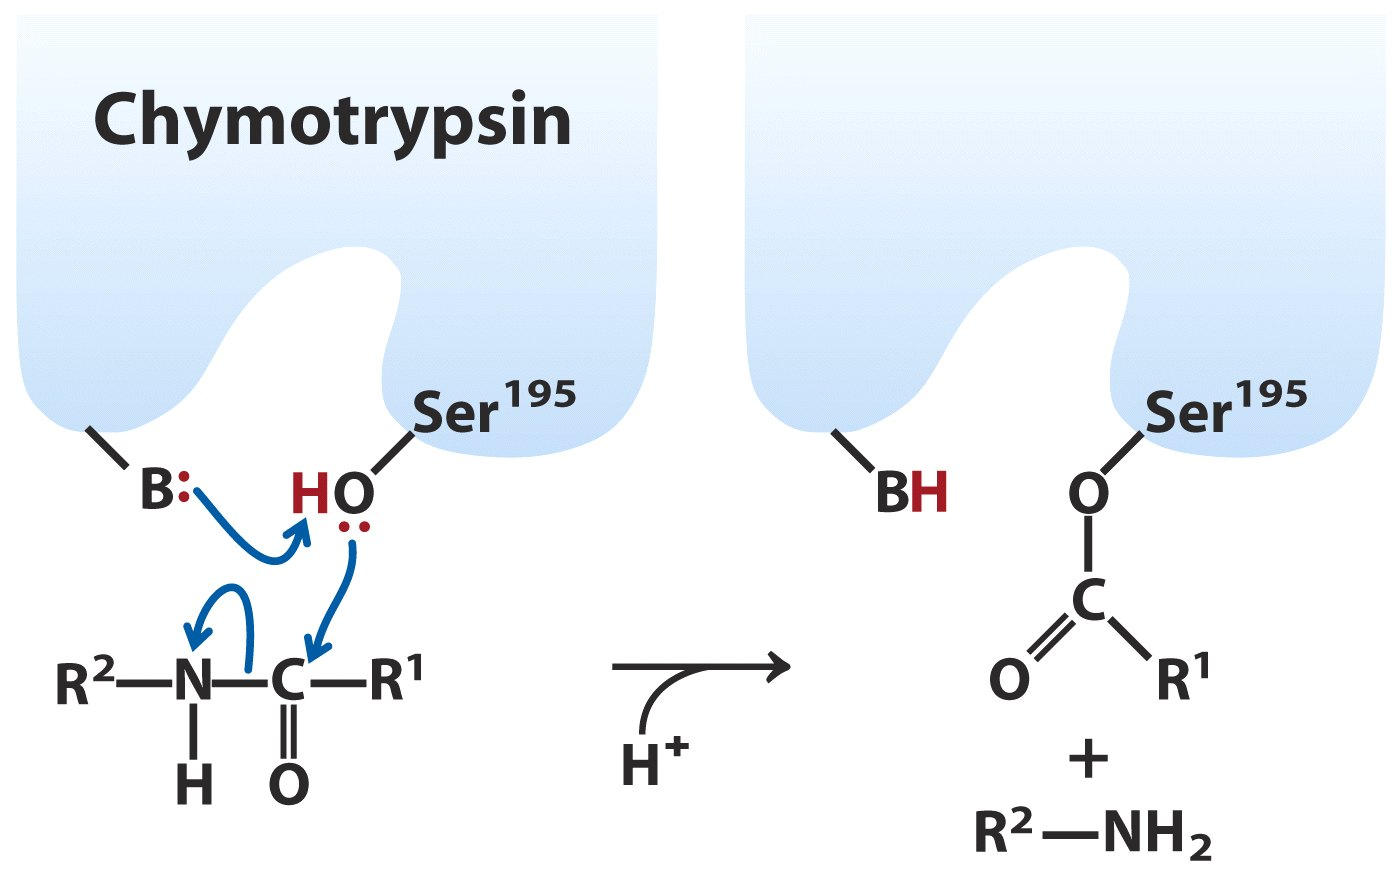 Chymotrypsin
Ser195
B: HO
R2—N—C—R1
H O
H+
Ser195
BH O
C
O R1
+
R2—NH2